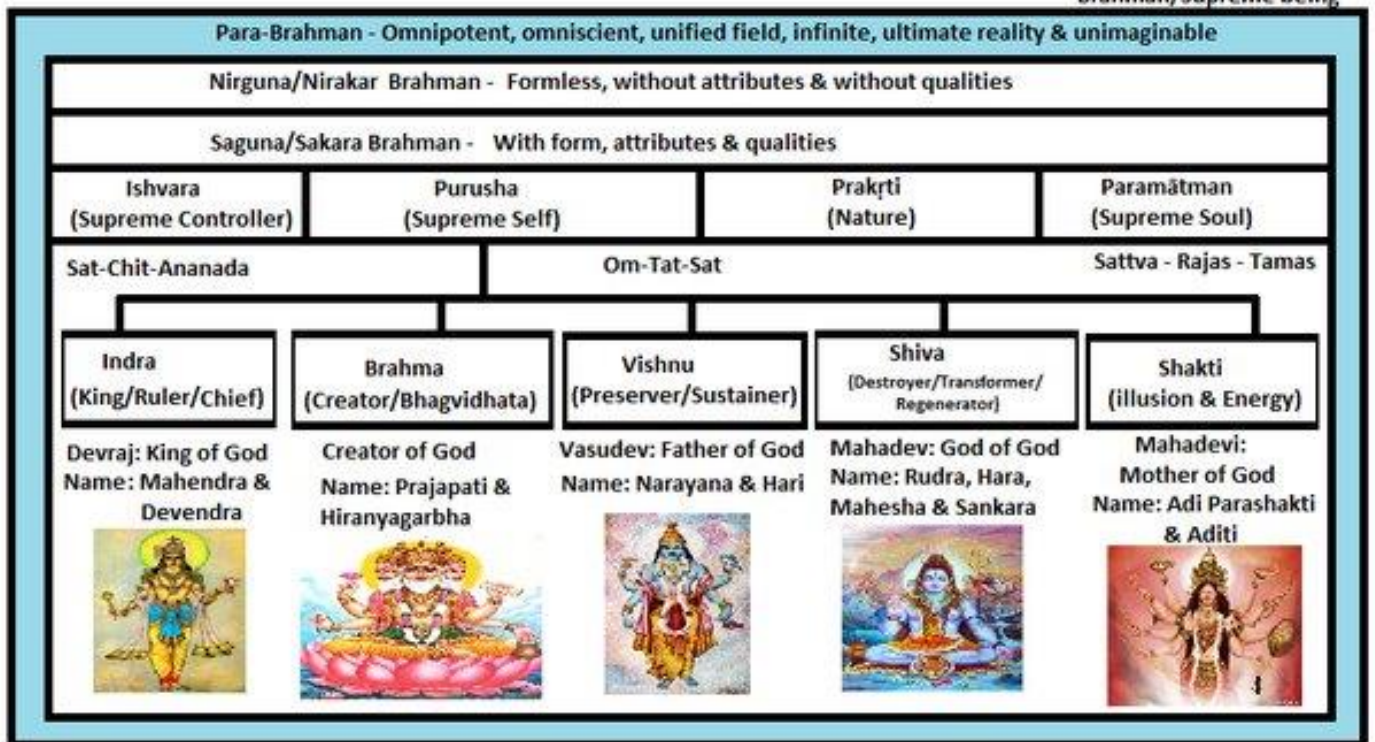 Brahman/Supreme Being
Para-Brahman - Omnipotent, omniscient, unified field, infinite, ultimate reality & unimaginable
Nirguna/Nirakar Brahman - Formless, without attributes & without qualities
Saguna/Sakara Brahman - With form, attributes & qualities
Ishvara
(Supreme Controller)
Purusha
(Supreme Self)
Prakṛti
(Nature)
Paramātman
(Supreme Soul)
Sat-Chit-Ananada
Om-Tat-Sat
Sattva - Rajas - Tamas
Indra
(King/Ruler/Chief)
Brahma
(Creator/Bhagvidhata)
Vishnu
(Preserver/Sustainer)
Shiva
(Destroyer/Transformer/
Regenerator)
Shakti
(illusion & Energy)
Devraj: King of God
Name: Mahendra &
Devendra
Creator of God
Name: Prajapati &
Hiranyagarbha
Vasudev: Father of God
Name: Narayana & Hari
Mahadev: God of God
Name: Rudra, Hara,
Mahesha & Sankara
Mahadevi:
Mother of God
Name: Adi Parashakti
& Aditi